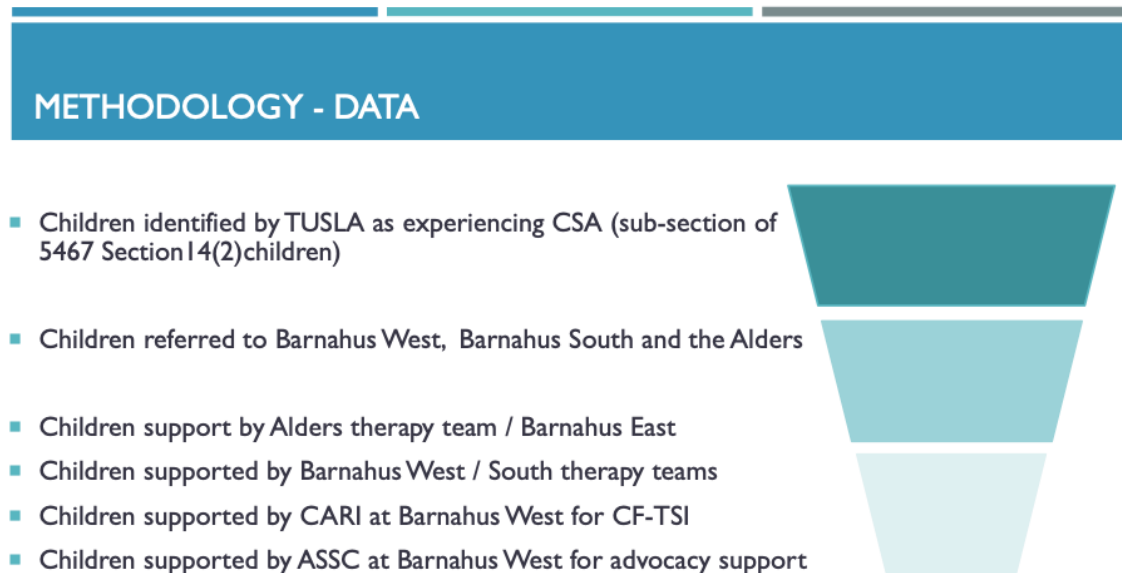 METHODOLOGY - DATA
Children identified by TUSLA as experiencing CSA (sub-section of
5467 Section14(2)children)
Children referred to Barnahus West, Barnahus South and the Alders
Children support by Alders therapy team / Barnahus East
Children supported by Barnahus West / South therapy teams
Children supported by CARI at Barnahus West for CF-TSI
Children supported by ASSC at Barnahus West for advocacy support